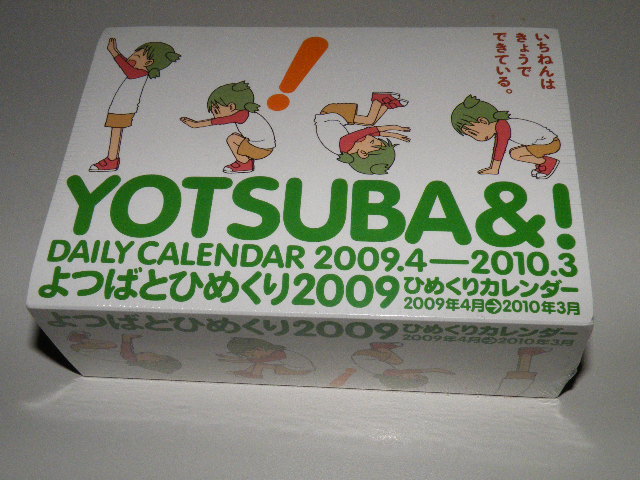 いちねんは
きょうで
できている。
!
YOTSUBA&!
DAILY CALENDAR 2009.4—2010.3
よつばとひめくり2009 ひめくりカレンダー
2009年4月➔2010年3月
よつばとひめくり2009 ひめくりカレンダー
2009年4月➔2010年3月